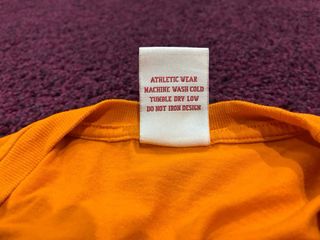 ATHLETIC WEAR
MACHINE WASH COLD
TUMBLE DRY LOW
DO NOT IRON DESIGN